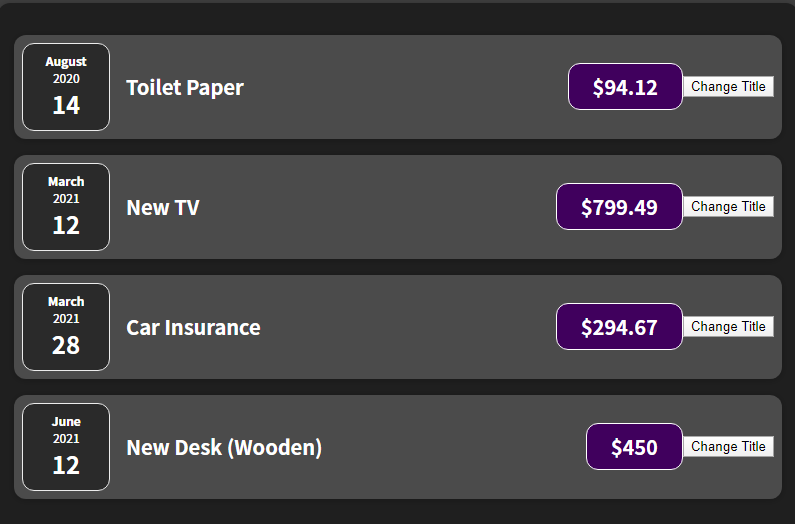 August
2020
14
Toilet Paper
$94.12
Change Title
March
2021
12
New TV
$799.49
Change Title
March
2021
28
Car Insurance
$294.67
Change Title
June
2021
12
New Desk (Wooden)
$450
Change Title